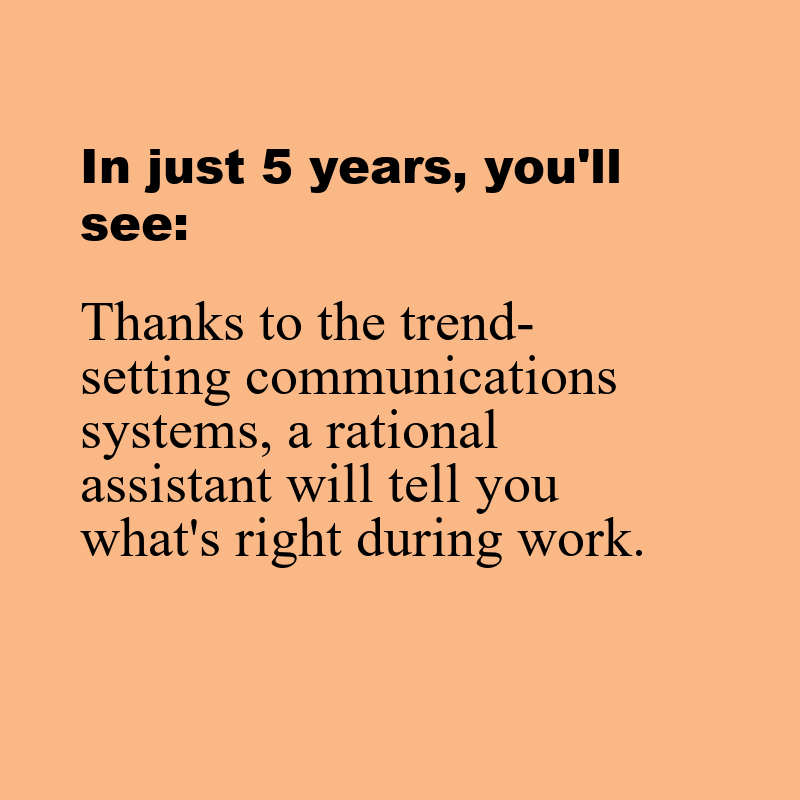 In just 5 years, you'll
see:
Thanks to the trend-
setting communications
systems, a rational
assistant will tell you
what's right during work.